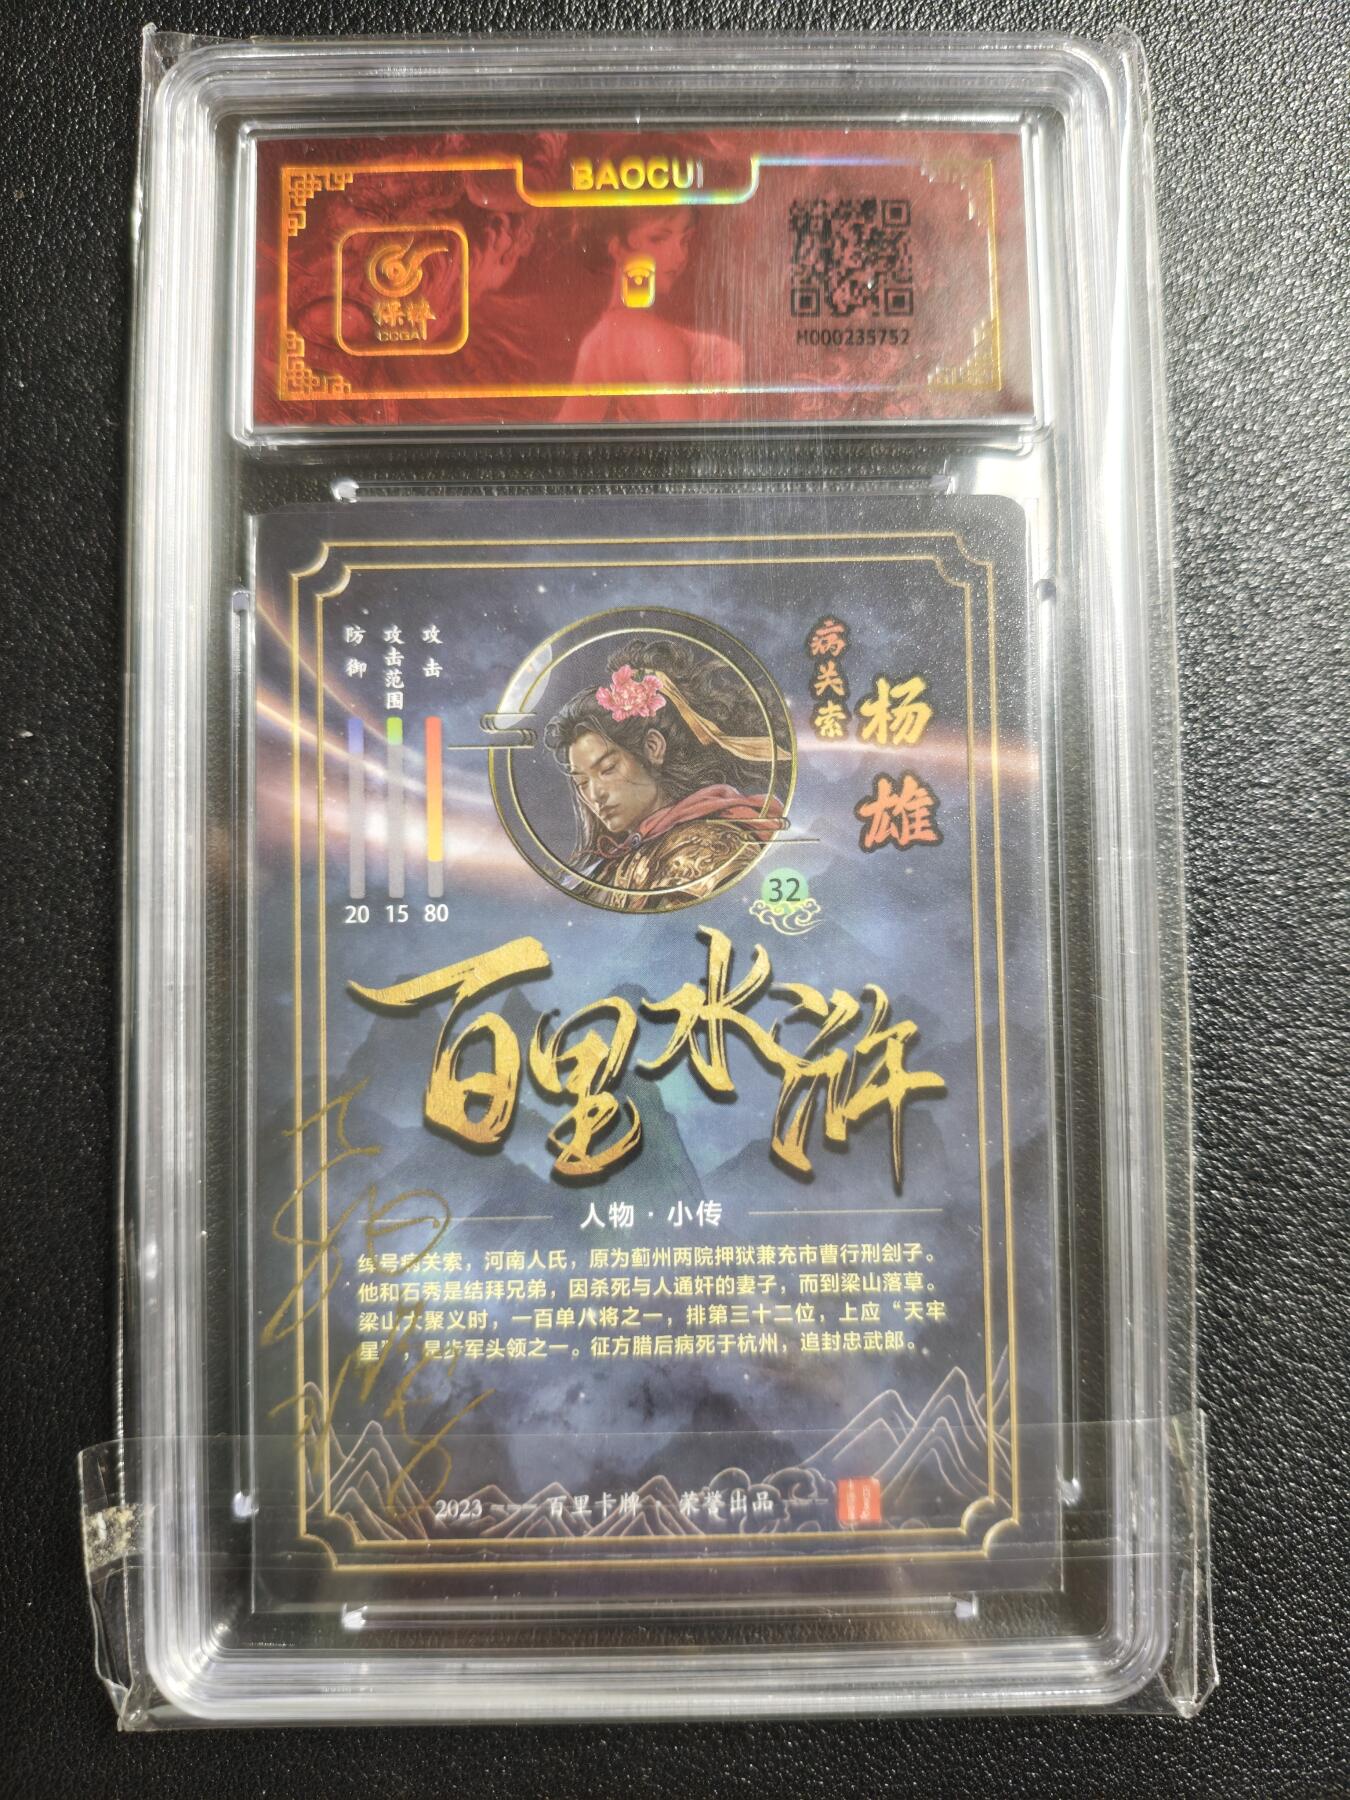 BAOCUI
保粹
CCGA
M000235752
防御
攻击范围
攻击
20 15 80
病关索
杨雄
32
百里水浒
人物·小传
绰号病关索，河南人氏，原为蓟州两院押狱兼充市曹行刑刽子。
他和石秀是结拜兄弟，因杀死与人通奸的妻子，而到梁山落草。
梁山大聚义时，一百单八将之一，排第三十二位，上应“天牢
星”，是步军头领之一。征方腊后病死于杭州，追封忠武郎。
2023 --- 百里卡牌 · 荣誉出品